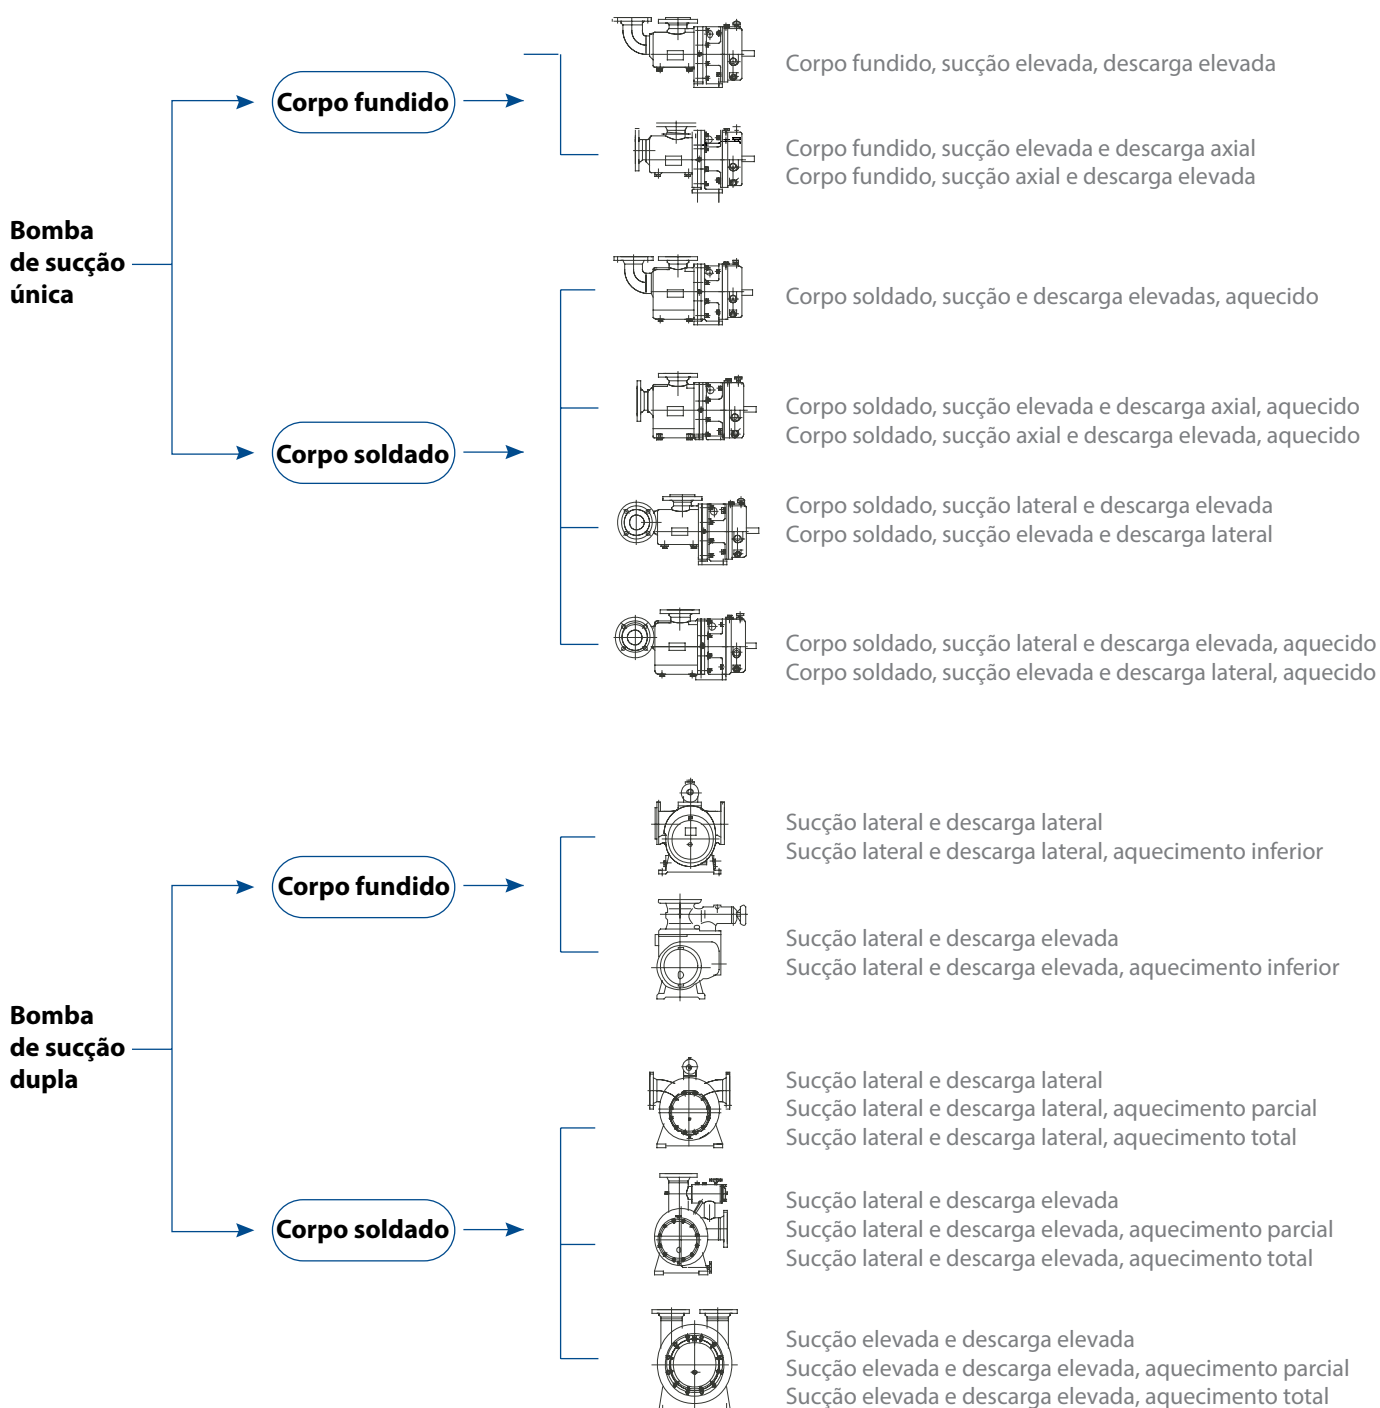 Bomba
de sucção
única
Corpo fundido
Corpo fundido, sucção elevada, descarga elevada
Corpo fundido, sucção elevada e descarga axial
Corpo fundido, sucção axial e descarga elevada
Corpo soldado
Corpo soldado, sucção e descarga elevadas, aquecido
Corpo soldado, sucção elevada e descarga axial, aquecido
Corpo soldado, sucção axial e descarga elevada, aquecido
Corpo soldado, sucção lateral e descarga elevada
Corpo soldado, sucção elevada e descarga lateral
Corpo soldado, sucção lateral e descarga elevada, aquecido
Corpo soldado, sucção elevada e descarga lateral, aquecido
Bomba
de sucção
dupla
Corpo fundido
Sucção lateral e descarga lateral
Sucção lateral e descarga lateral, aquecimento inferior
Sucção lateral e descarga elevada
Sucção lateral e descarga elevada, aquecimento inferior
Corpo soldado
Sucção lateral e descarga lateral
Sucção lateral e descarga lateral, aquecimento parcial
Sucção lateral e descarga lateral, aquecimento total
Sucção lateral e descarga elevada
Sucção lateral e descarga elevada, aquecimento parcial
Sucção lateral e descarga elevada, aquecimento total
Sucção elevada e descarga elevada
Sucção elevada e descarga elevada, aquecimento parcial
Sucção elevada e descarga elevada, aquecimento total